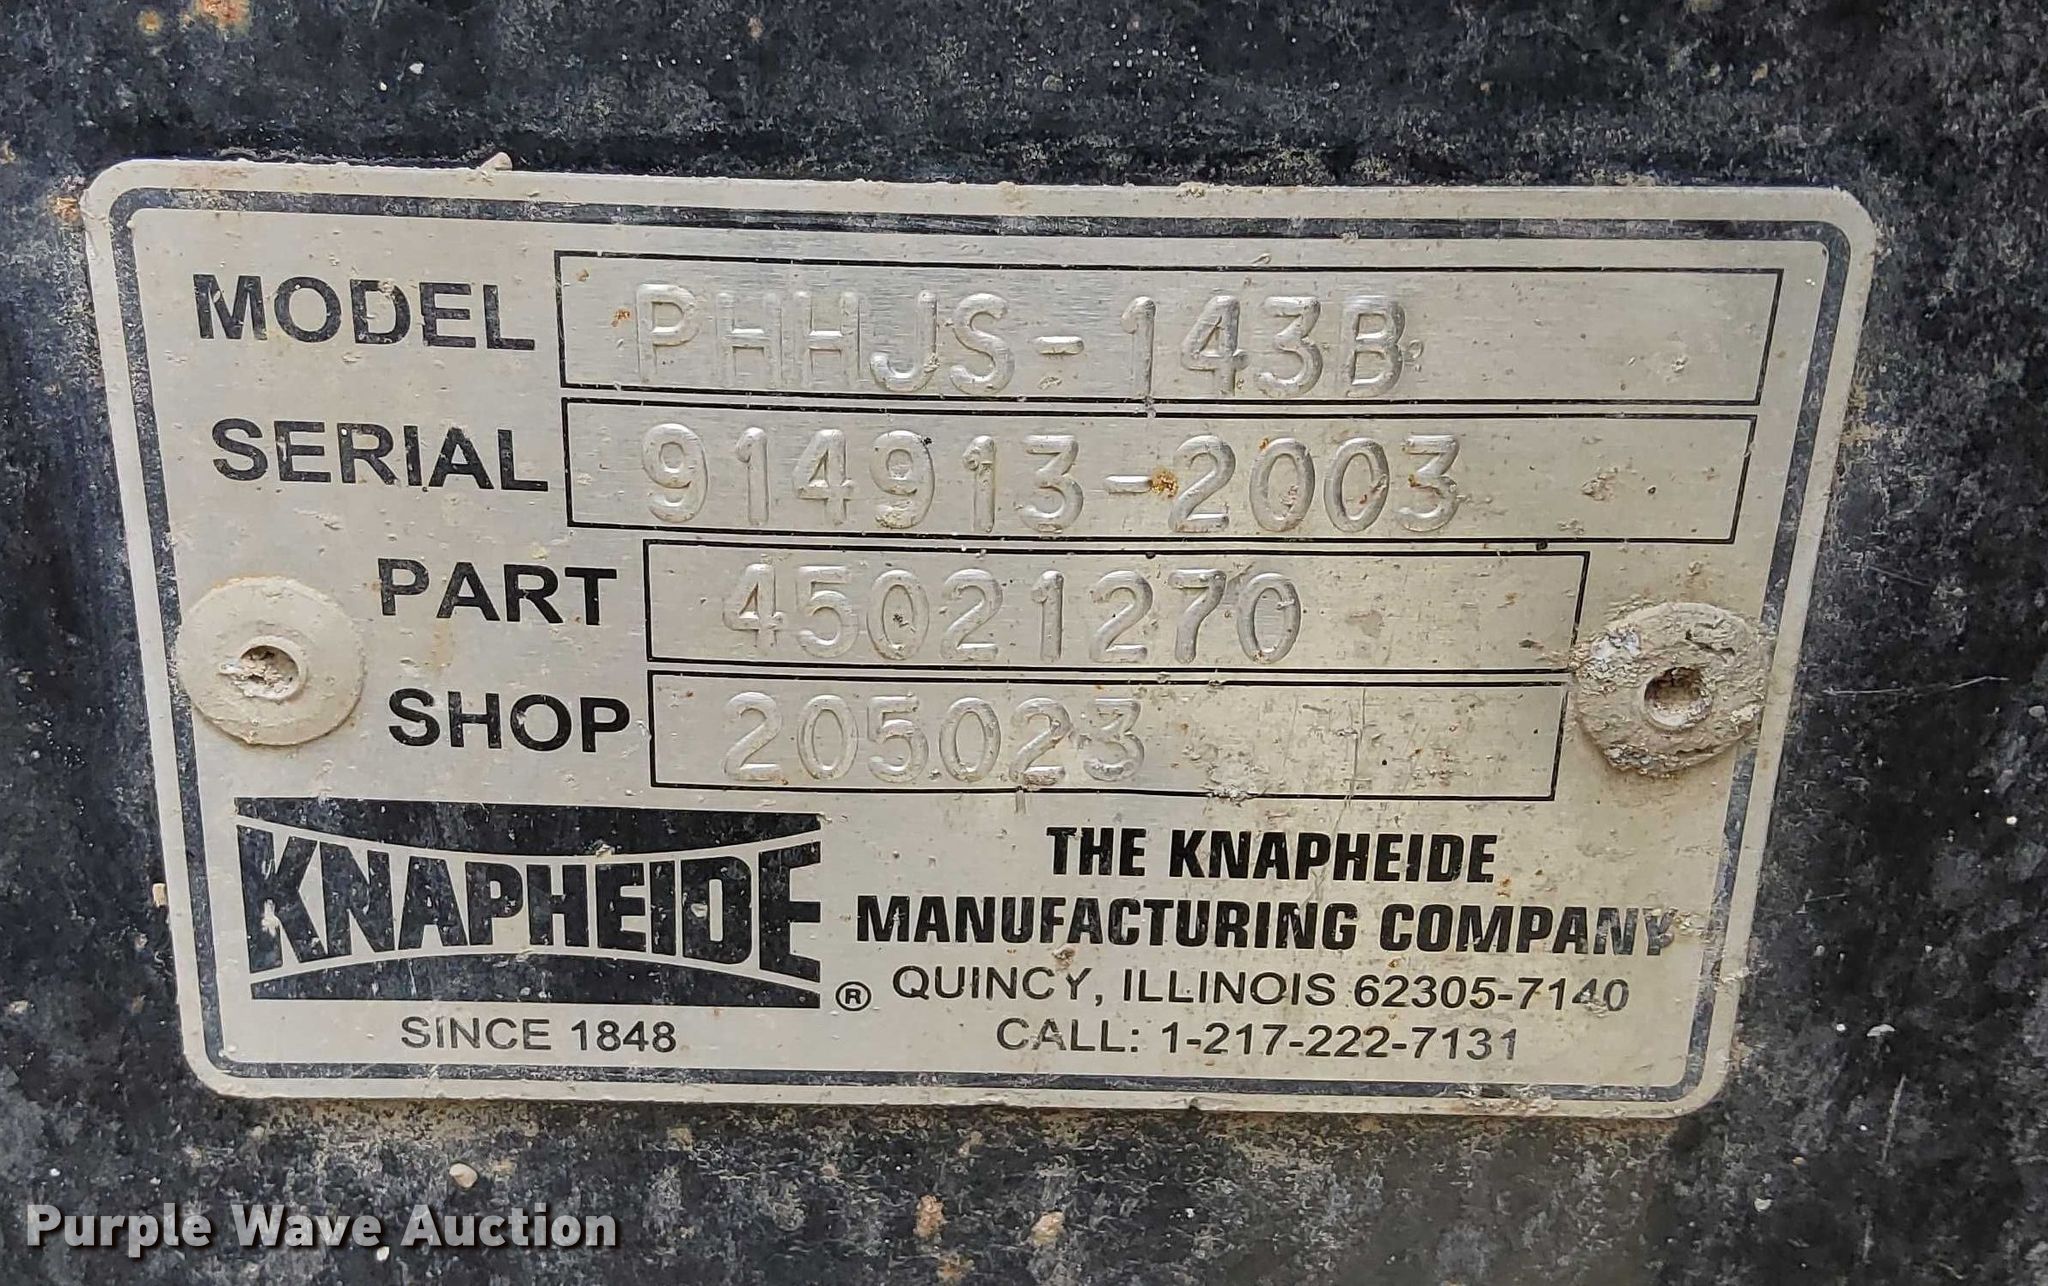 MODEL PHHJS-143B
SERIAL 914913-2003
PART 45021270
SHOP 205023
KNAPHEIDE ®
SINCE 1848
THE KNAPHEIDE
MANUFACTURING COMPANY
QUINCY, ILLINOIS 62305-7140
CALL: 1-217-222-7131
Purple Wave Auction